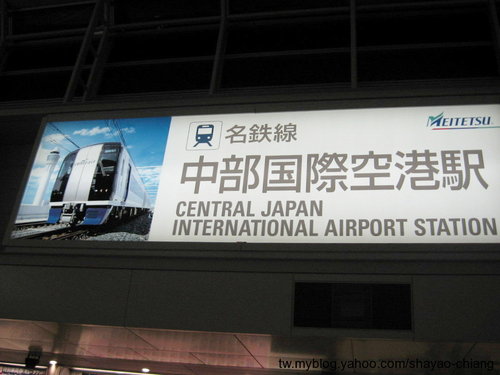 MEITETSU
名鉄線
中部国際空港駅
CENTRAL JAPAN
INTERNATIONAL AIRPORT STATION
tw.myblog.yahoo.com/shayao-chiang